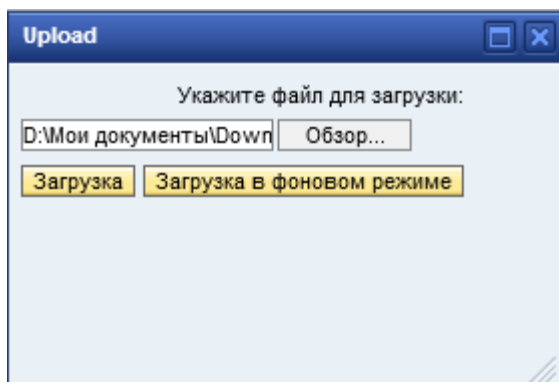 Upload
Укажите файл для загрузки:
D:\Мои документы\Down Обзор...
Загрузка Загрузка в фоновом режиме